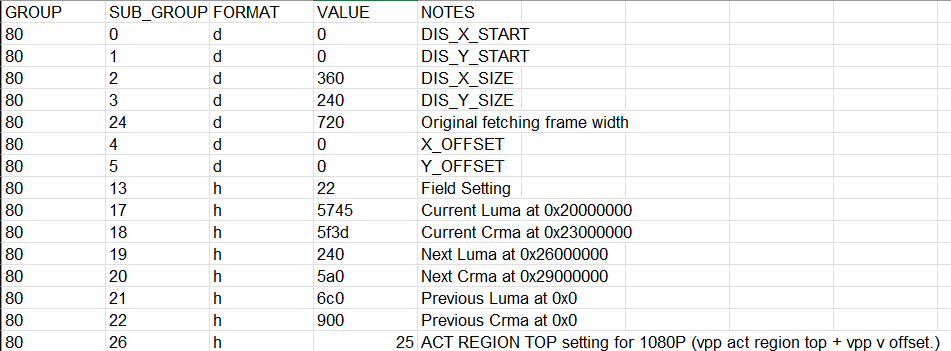 GROUP SUB_GROUP FORMAT VALUE NOTES
80 0 d 0 DIS_X_START
80 1 d 0 DIS_Y_START
80 2 d 360 DIS_X_SIZE
80 3 d 240 DIS_Y_SIZE
80 24 d 720 Original fetching frame width
80 4 d 0 X_OFFSET
80 5 d 0 Y_OFFSET
80 13 h 22 Field Setting
80 17 h 5745 Current Luma at 0x20000000
80 18 h 5f3d Current Crma at 0x23000000
80 19 h 240 Next Luma at 0x26000000
80 20 h 5a0 Next Crma at 0x29000000
80 21 h 6c0 Previous Luma at 0x0
80 22 h 900 Previous Crma at 0x0
80 26 h 25 ACT REGION TOP setting for 1080P (vpp act region top + vpp v offset.)